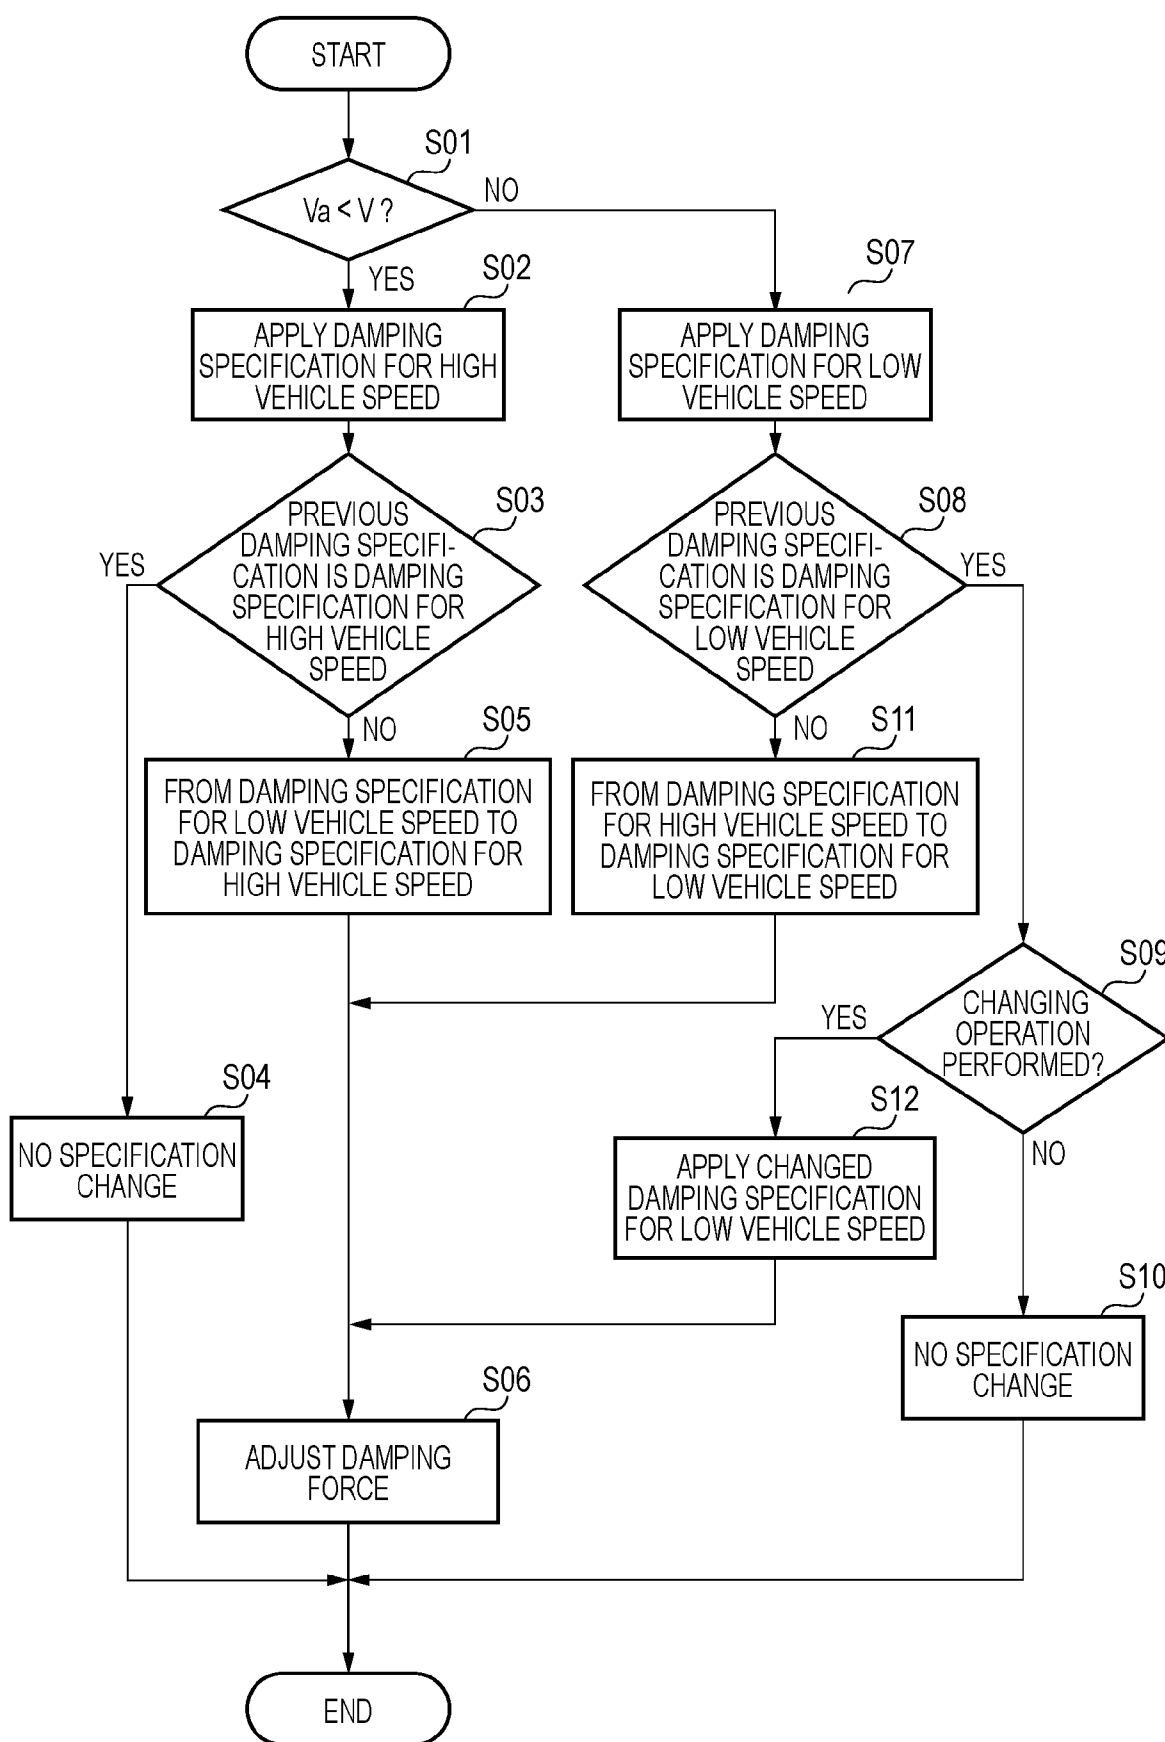 START
S01
Va < V ?
NO
YES
S02
APPLY DAMPING
SPECIFICATION FOR HIGH
VEHICLE SPEED
S07
APPLY DAMPING
SPECIFICATION FOR LOW
VEHICLE SPEED
S03
PREVIOUS
DAMPING SPECIFI-
CATION IS DAMPING
SPECIFICATION FOR
HIGH VEHICLE
SPEED
YES
NO
S08
PREVIOUS
DAMPING SPECIFI-
CATION IS DAMPING
SPECIFICATION FOR
LOW VEHICLE
SPEED
YES
NO
S05
FROM DAMPING SPECIFICATION
FOR LOW VEHICLE SPEED TO
DAMPING SPECIFICATION FOR
HIGH VEHICLE SPEED
S11
FROM DAMPING SPECIFICATION
FOR HIGH VEHICLE SPEED TO
DAMPING SPECIFICATION FOR
LOW VEHICLE SPEED
S09
CHANGING
OPERATION
PERFORMED?
YES
NO
S04
NO SPECIFICATION
CHANGE
S12
APPLY CHANGED
DAMPING SPECIFICATION
FOR LOW VEHICLE SPEED
S10
NO SPECIFICATION
CHANGE
S06
ADJUST DAMPING
FORCE
END